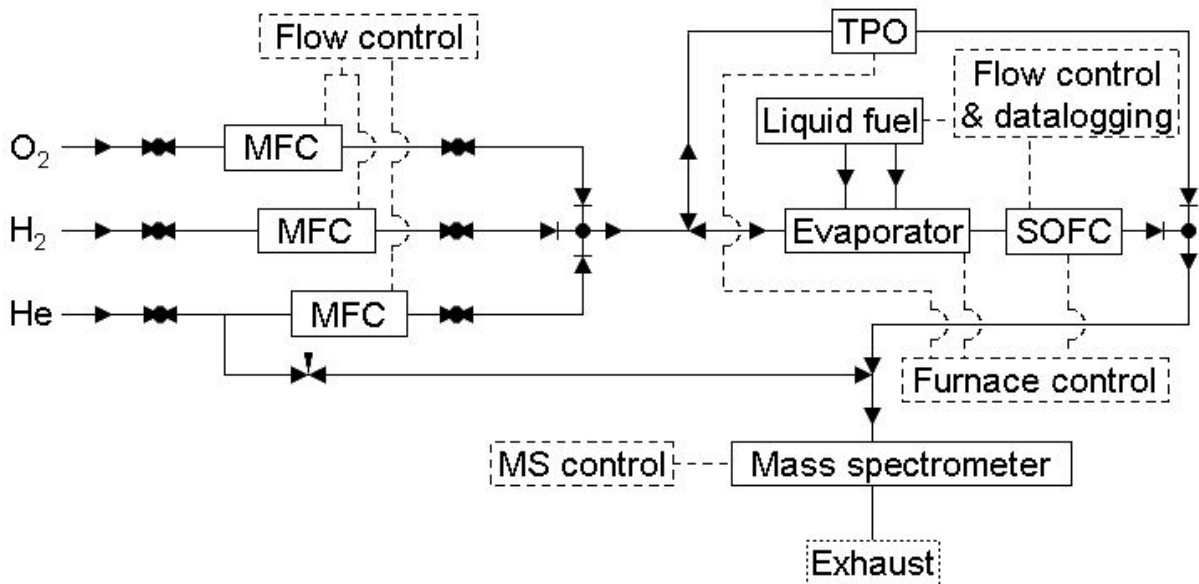 Flow control
TPO
Flow control
& datalogging
Liquid fuel
O₂
MFC
H₂
MFC
Evaporator
SOFC
He
MFC
Furnace control
MS control
Mass spectrometer
Exhaust